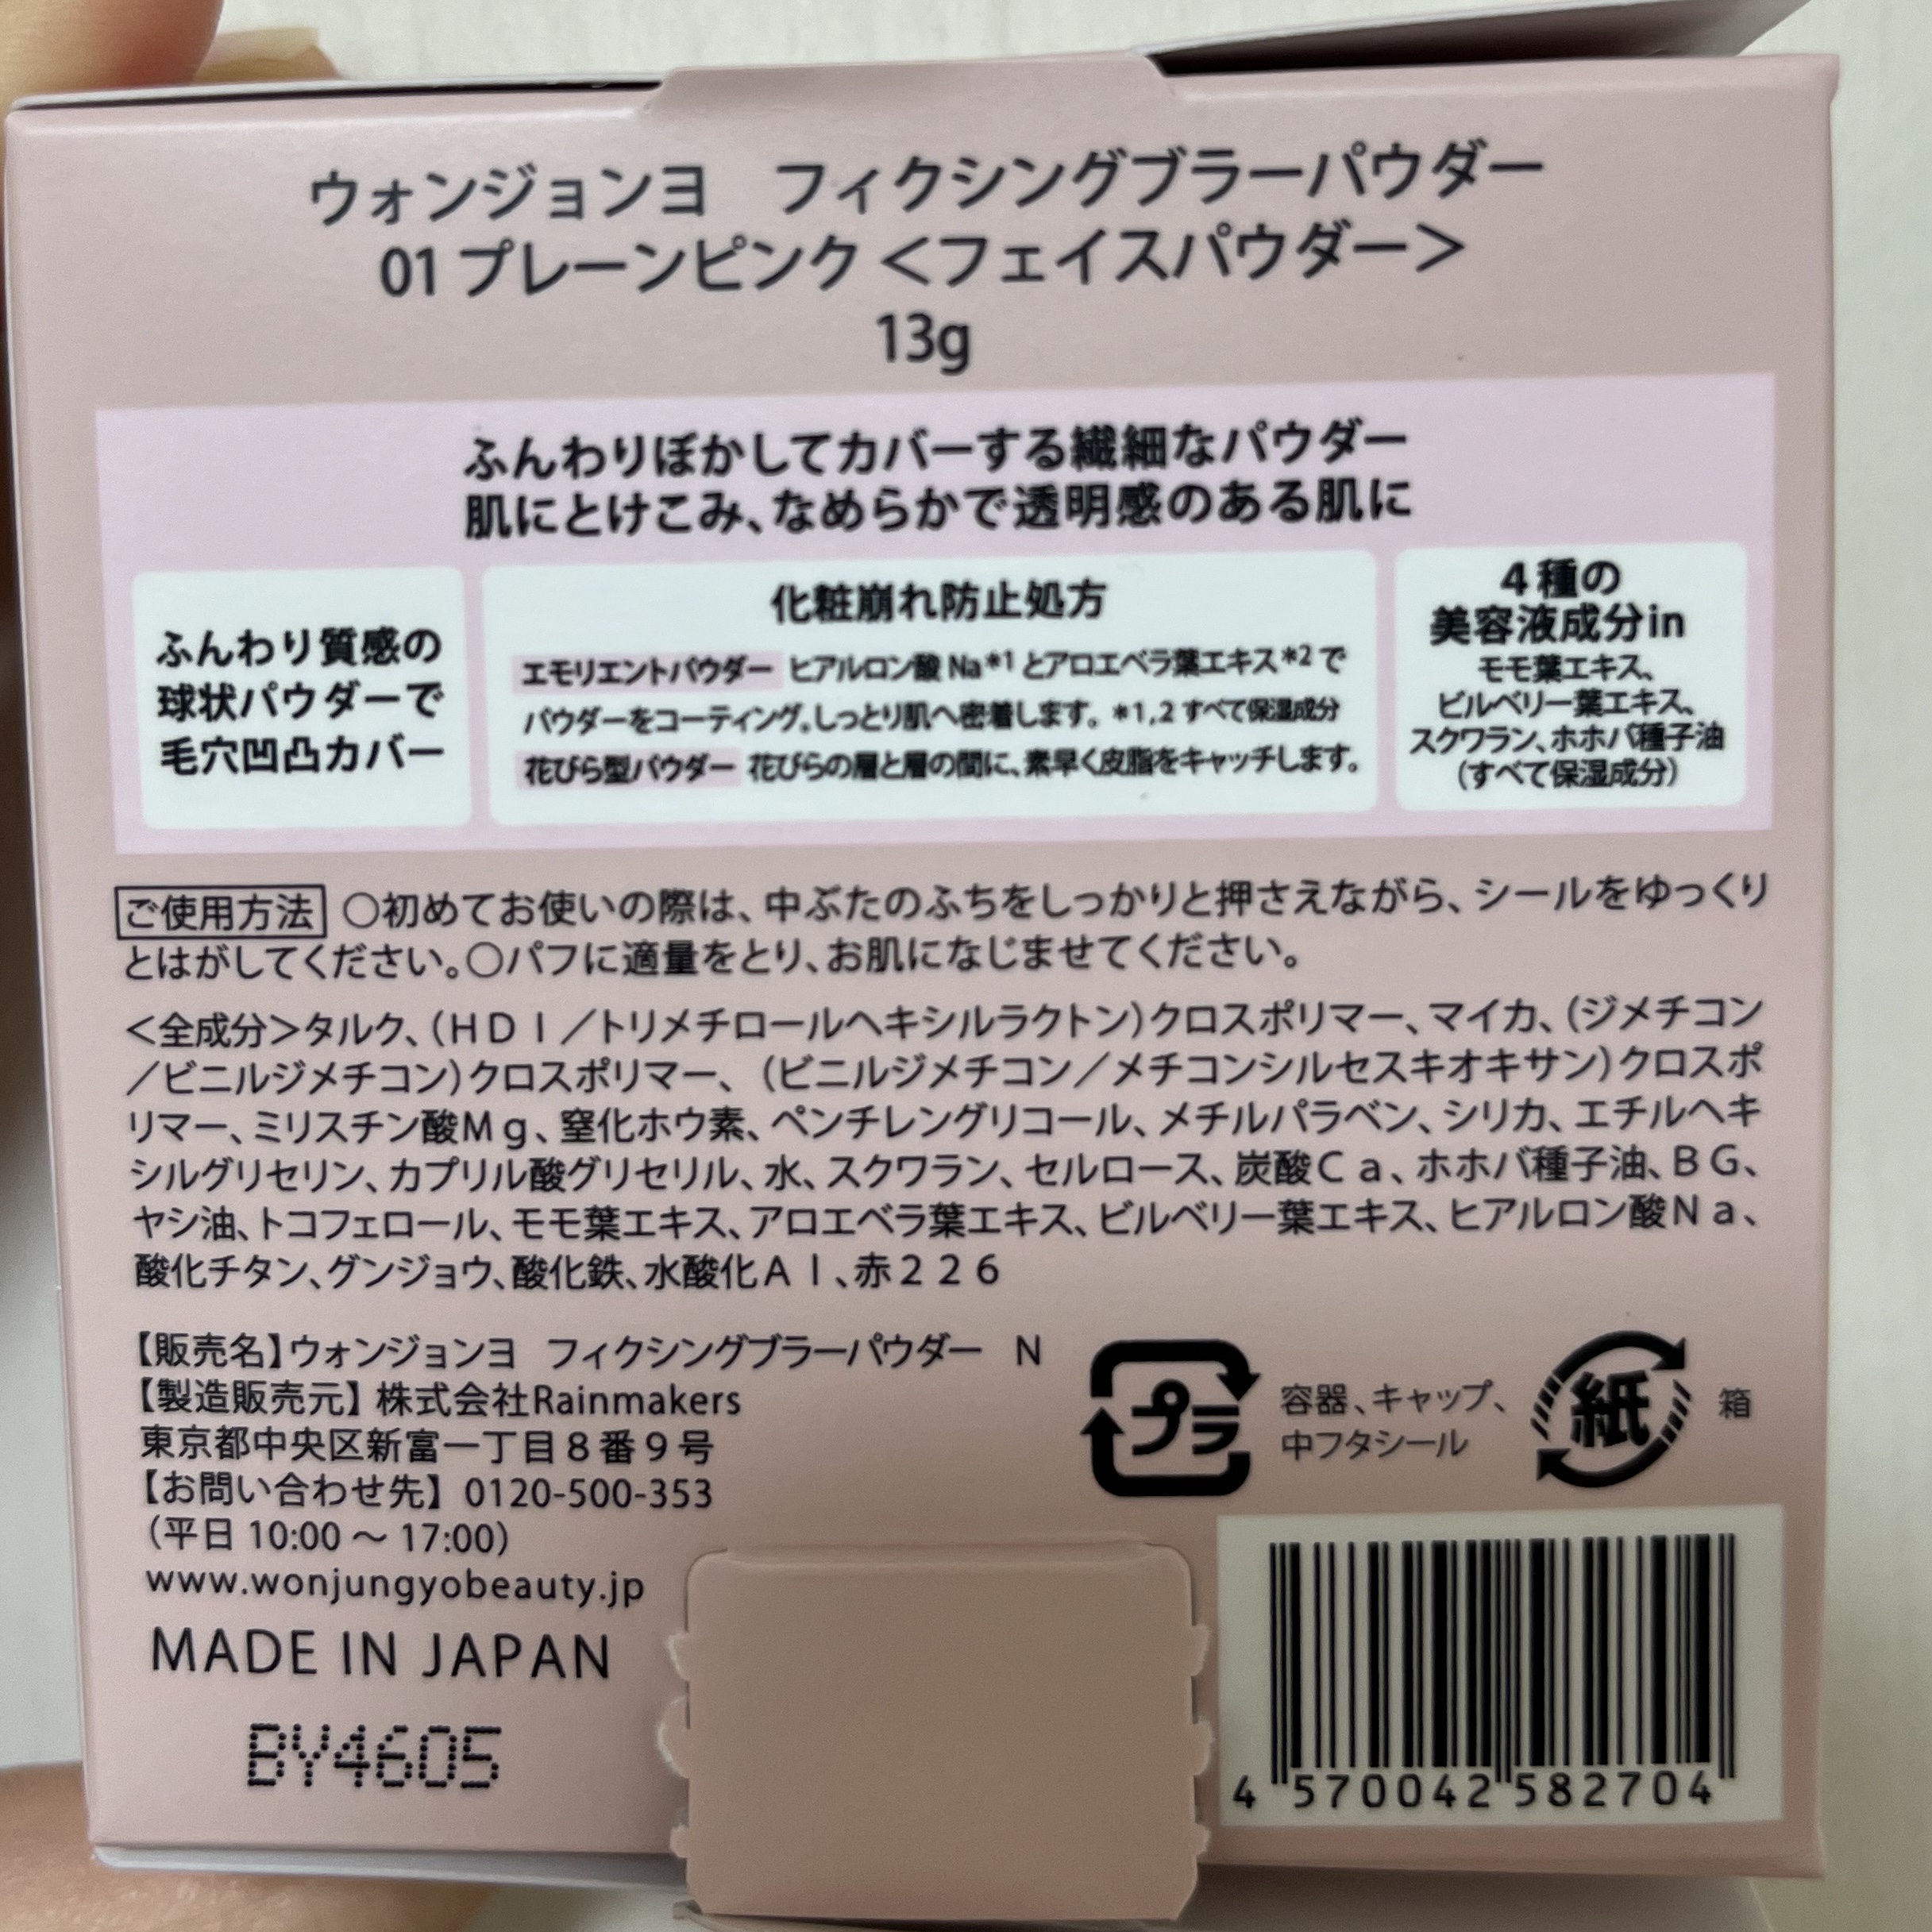 ウォンジョンヨ　フィクシングブラーパウダー
01 プレーンピンク＜フェイスパウダー＞
13g
ふんわりぼかしてカバーする繊細なパウダー
肌にとけこみ、なめらかで透明感のある肌に
ふんわり質感の
球状パウダーで
毛穴凹凸カバー
化粧崩れ防止処方
エモリエントパウダー ヒアルロン酸 Na*1 とアロエベラ葉エキス*2 で
パウダーをコーティング。しっとり肌へ密着します。*1,2 すべて保湿成分
花びら型パウダー 花びらの層と層の間に、素早く皮脂をキャッチします。
4種の
美容液成分in
モモ葉エキス、
ビルベリー葉エキス、
スクワラン、ホホバ種子油
(すべて保湿成分)
ご使用方法 〇初めてお使いの際は、中ぶたのふちをしっかりと押さえながら、シールをゆっくり
とはがしてください。〇パフに適量をとり、お肌になじませてください。
＜全成分＞タルク、(ＨＤＩ／トリメチロールヘキシルラクトン)クロスポリマー、マイカ、(ジメチコン
／ビニルジメチコン)クロスポリマー、(ビニルジメチコン／メチコンシルセスキオキサン)クロスポ
リマー、ミリスチン酸Ｍｇ、窒化ホウ素、ペンチレングリコール、メチルパラベン、シリカ、エチルヘキ
シルグリセリン、カプリル酸グリセリル、水、スクワラン、セルロース、炭酸Ｃａ、ホホバ種子油、ＢＧ、
ヤシ油、トコフェロール、モモ葉エキス、アロエベラ葉エキス、ビルベリー葉エキス、ヒアルロン酸Ｎａ、
酸化チタン、グンジョウ、酸化鉄、水酸化Ａｌ、赤２２６
【販売名】ウォンジョンヨ　フィクシングブラーパウダー　N
【製造販売元】株式会社Rainmakers
東京都中央区新富一丁目８番９号
【お問い合わせ先】0120-500-353
(平日 10:00 〜 17:00)
www.wonjungyobeauty.jp
MADE IN JAPAN
BY4605
プラ
容器、キャップ、
中フタシール
紙
箱
4 570042 582704